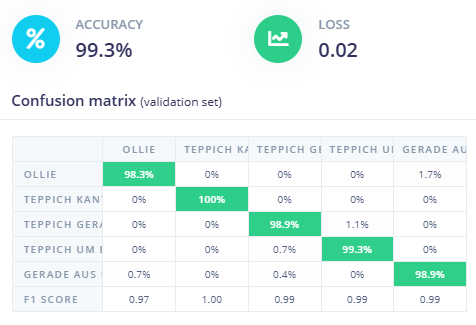 ACCURACY
99.3%
LOSS
0.02
Confusion matrix (validation set)
OLLIE TEPPICH KA TEPPICH GE TEPPICH UI GERADE AU
OLLIE 98.3% 0% 0% 0% 1.7%
TEPPICH KAN 0% 100% 0% 0% 0%
TEPPICH GERA 0% 0% 98.9% 1.1% 0%
TEPPICH UM 0% 0% 0.7% 99.3% 0%
GERADE AUS 0.7% 0% 0.4% 0% 98.9%
F1 SCORE 0.97 1.00 0.99 0.99 0.99